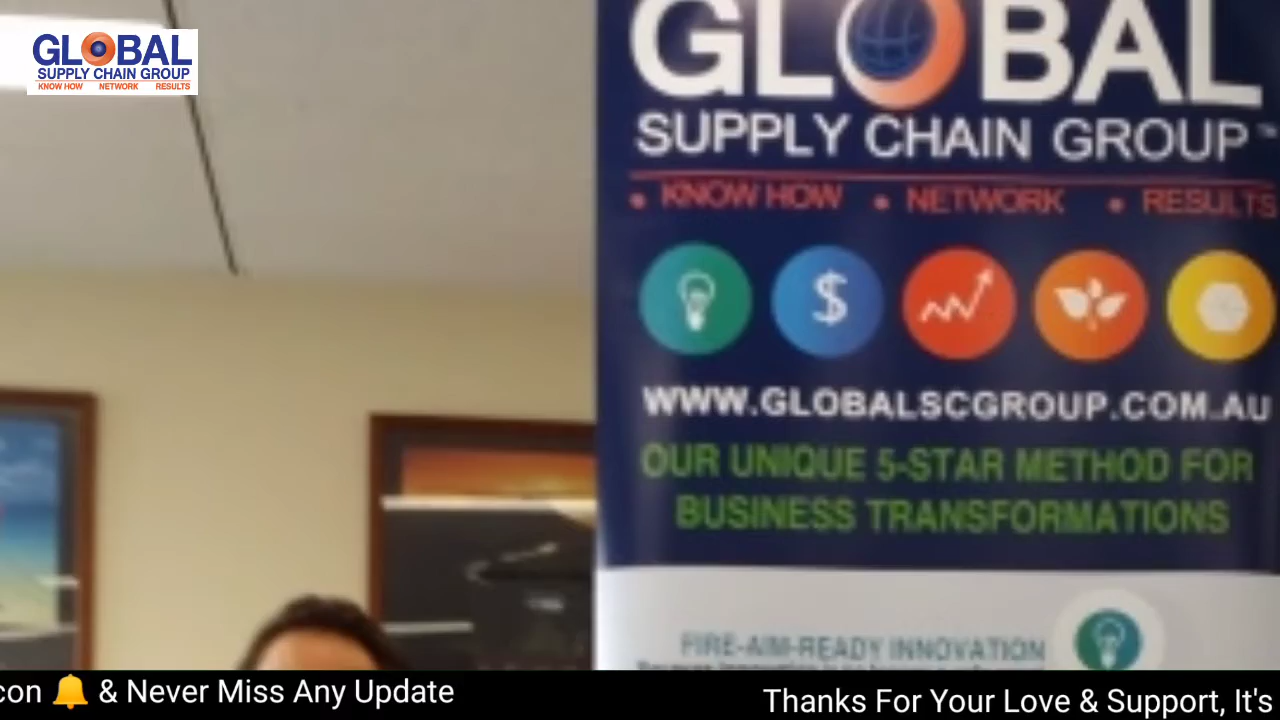 GLOBAL
SUPPLY CHAIN GROUP
KNOW HOW NETWORK RESULTS
GLOBAL
SUPPLY CHAIN GROUP™
• KNOW HOW • NETWORK • RESULTS
$
WWW.GLOBALSCGROUP.COM.AU
OUR UNIQUE 5-STAR METHOD FOR
BUSINESS TRANSFORMATIONS
FIRE-AIM-READY INNOVATION
con 🔔 & Never Miss Any Update
Thanks For Your Love & Support, It's